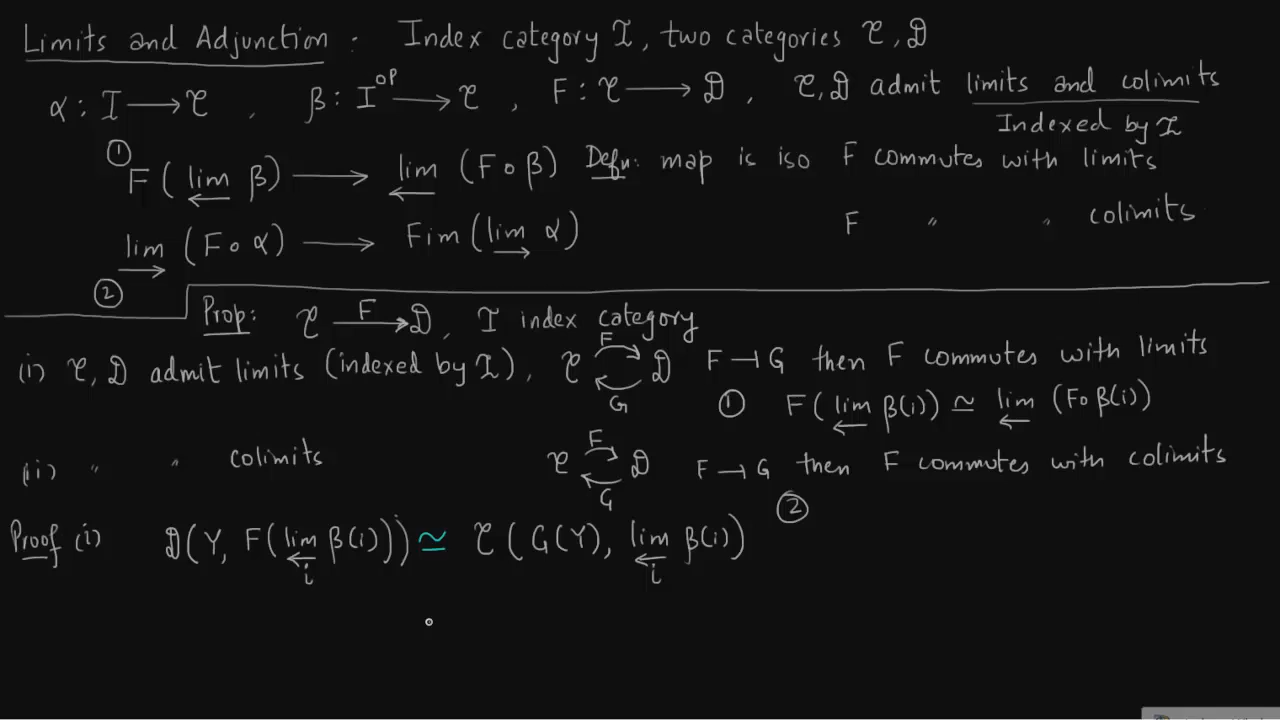 Limits and Adjunction : Index category I, two categories C, D
α : I ⟶ C , β : I^op ⟶ C , F : C ⟶ D , C, D admit limits and colimits
Indexed by I
① F ( lim← β ) ⟶ lim← ( F ∘ β ) Defn: map is iso F commutes with limits
lim→ ( F ∘ α ) ⟶ Fim ( lim→ α ) F " " colimits
②
Prop: C —F→ D , I index category
(i) C, D admit limits (indexed by I) , C ⇄ D F G F ⊣ G then F commutes with limits
① F ( lim← β(i) ) ≃ lim← ( F∘ β(i) )
(ii) " " colimits C ⇄ D F G F ⊣ G then F commutes with colimits
②
Proof (i) D( Y, F( lim← i β(i) ) ) ≃ C ( G(Y), lim← i β(i) )